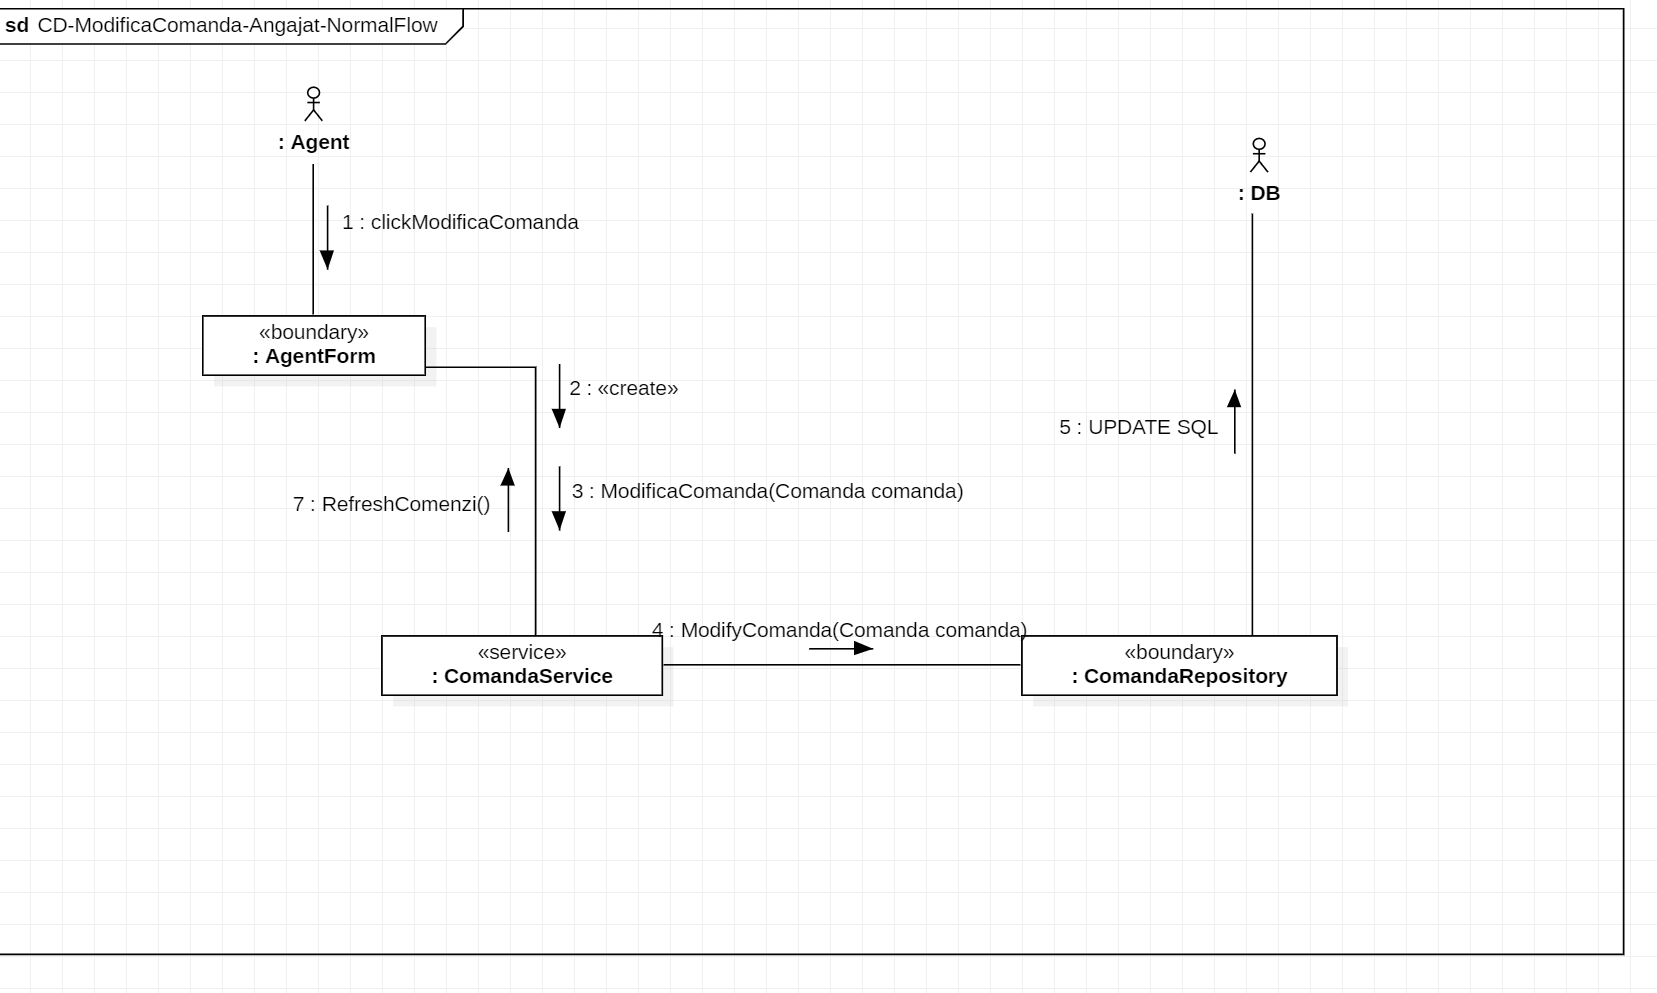 sd CD-ModificaComanda-Angajat-NormalFlow
: Agent
: DB
1 : clickModificaComanda
«boundary»
: AgentForm
2 : «create»
5 : UPDATE SQL
3 : ModificaComanda(Comanda comanda)
7 : RefreshComenzi()
4 : ModifyComanda(Comanda comanda)
«service»
: ComandaService
«boundary»
: ComandaRepository